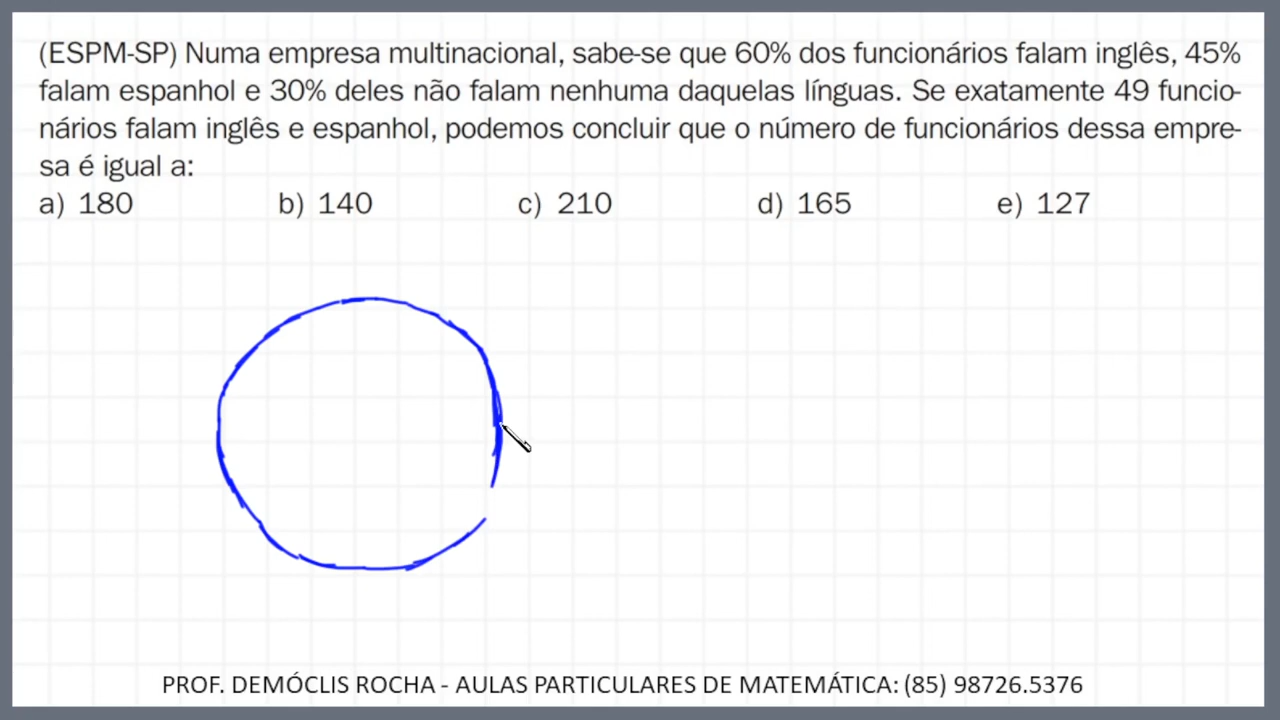 (ESPM-SP) Numa empresa multinacional, sabe-se que 60% dos funcionários falam inglês, 45%
falam espanhol e 30% deles não falam nenhuma daquelas línguas. Se exatamente 49 funcio-
nários falam inglês e espanhol, podemos concluir que o número de funcionários dessa empre-
sa é igual a:
a) 180 b) 140 c) 210 d) 165 e) 127
PROF. DEMÓCLIS ROCHA - AULAS PARTICULARES DE MATEMÁTICA: (85) 98726.5376